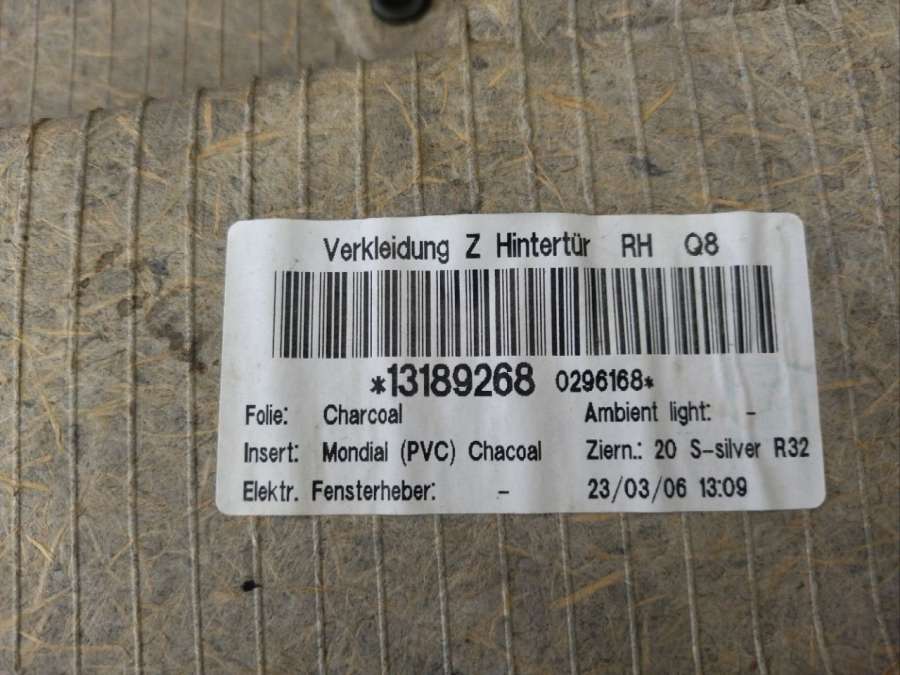 Verkleidung Z Hintertür RH Q8
*13189268 0296168*
Folie: Charcoal Ambient light: -
Insert: Mondial (PVC) Chacoal Ziern.: 20 S-silver R32
Elektr. Fensterheber: - 23/03/06 13:09